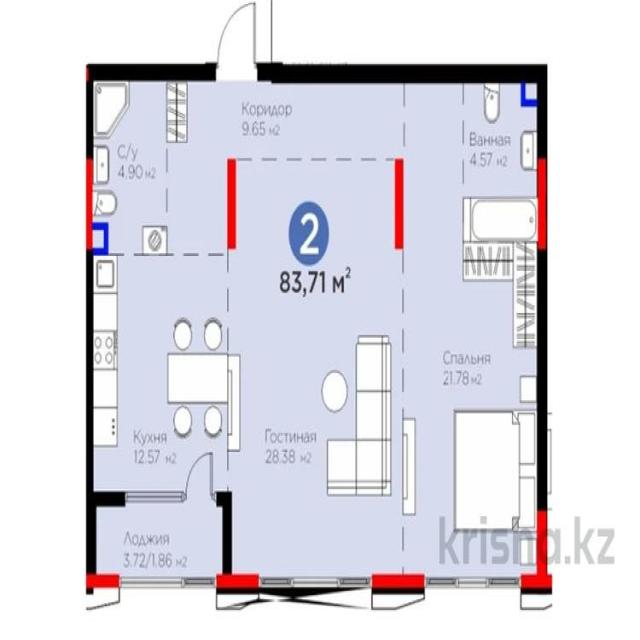 Коридор
9.65 м2
С/у
4.90 м2
Ванная
4.57 м2
2
83,71 м2
Спальня
21.78 м2
Кухня
12.57 м2
Гостиная
28.38 м2
Лоджия
3.72/1.86 м2
krisha.kz